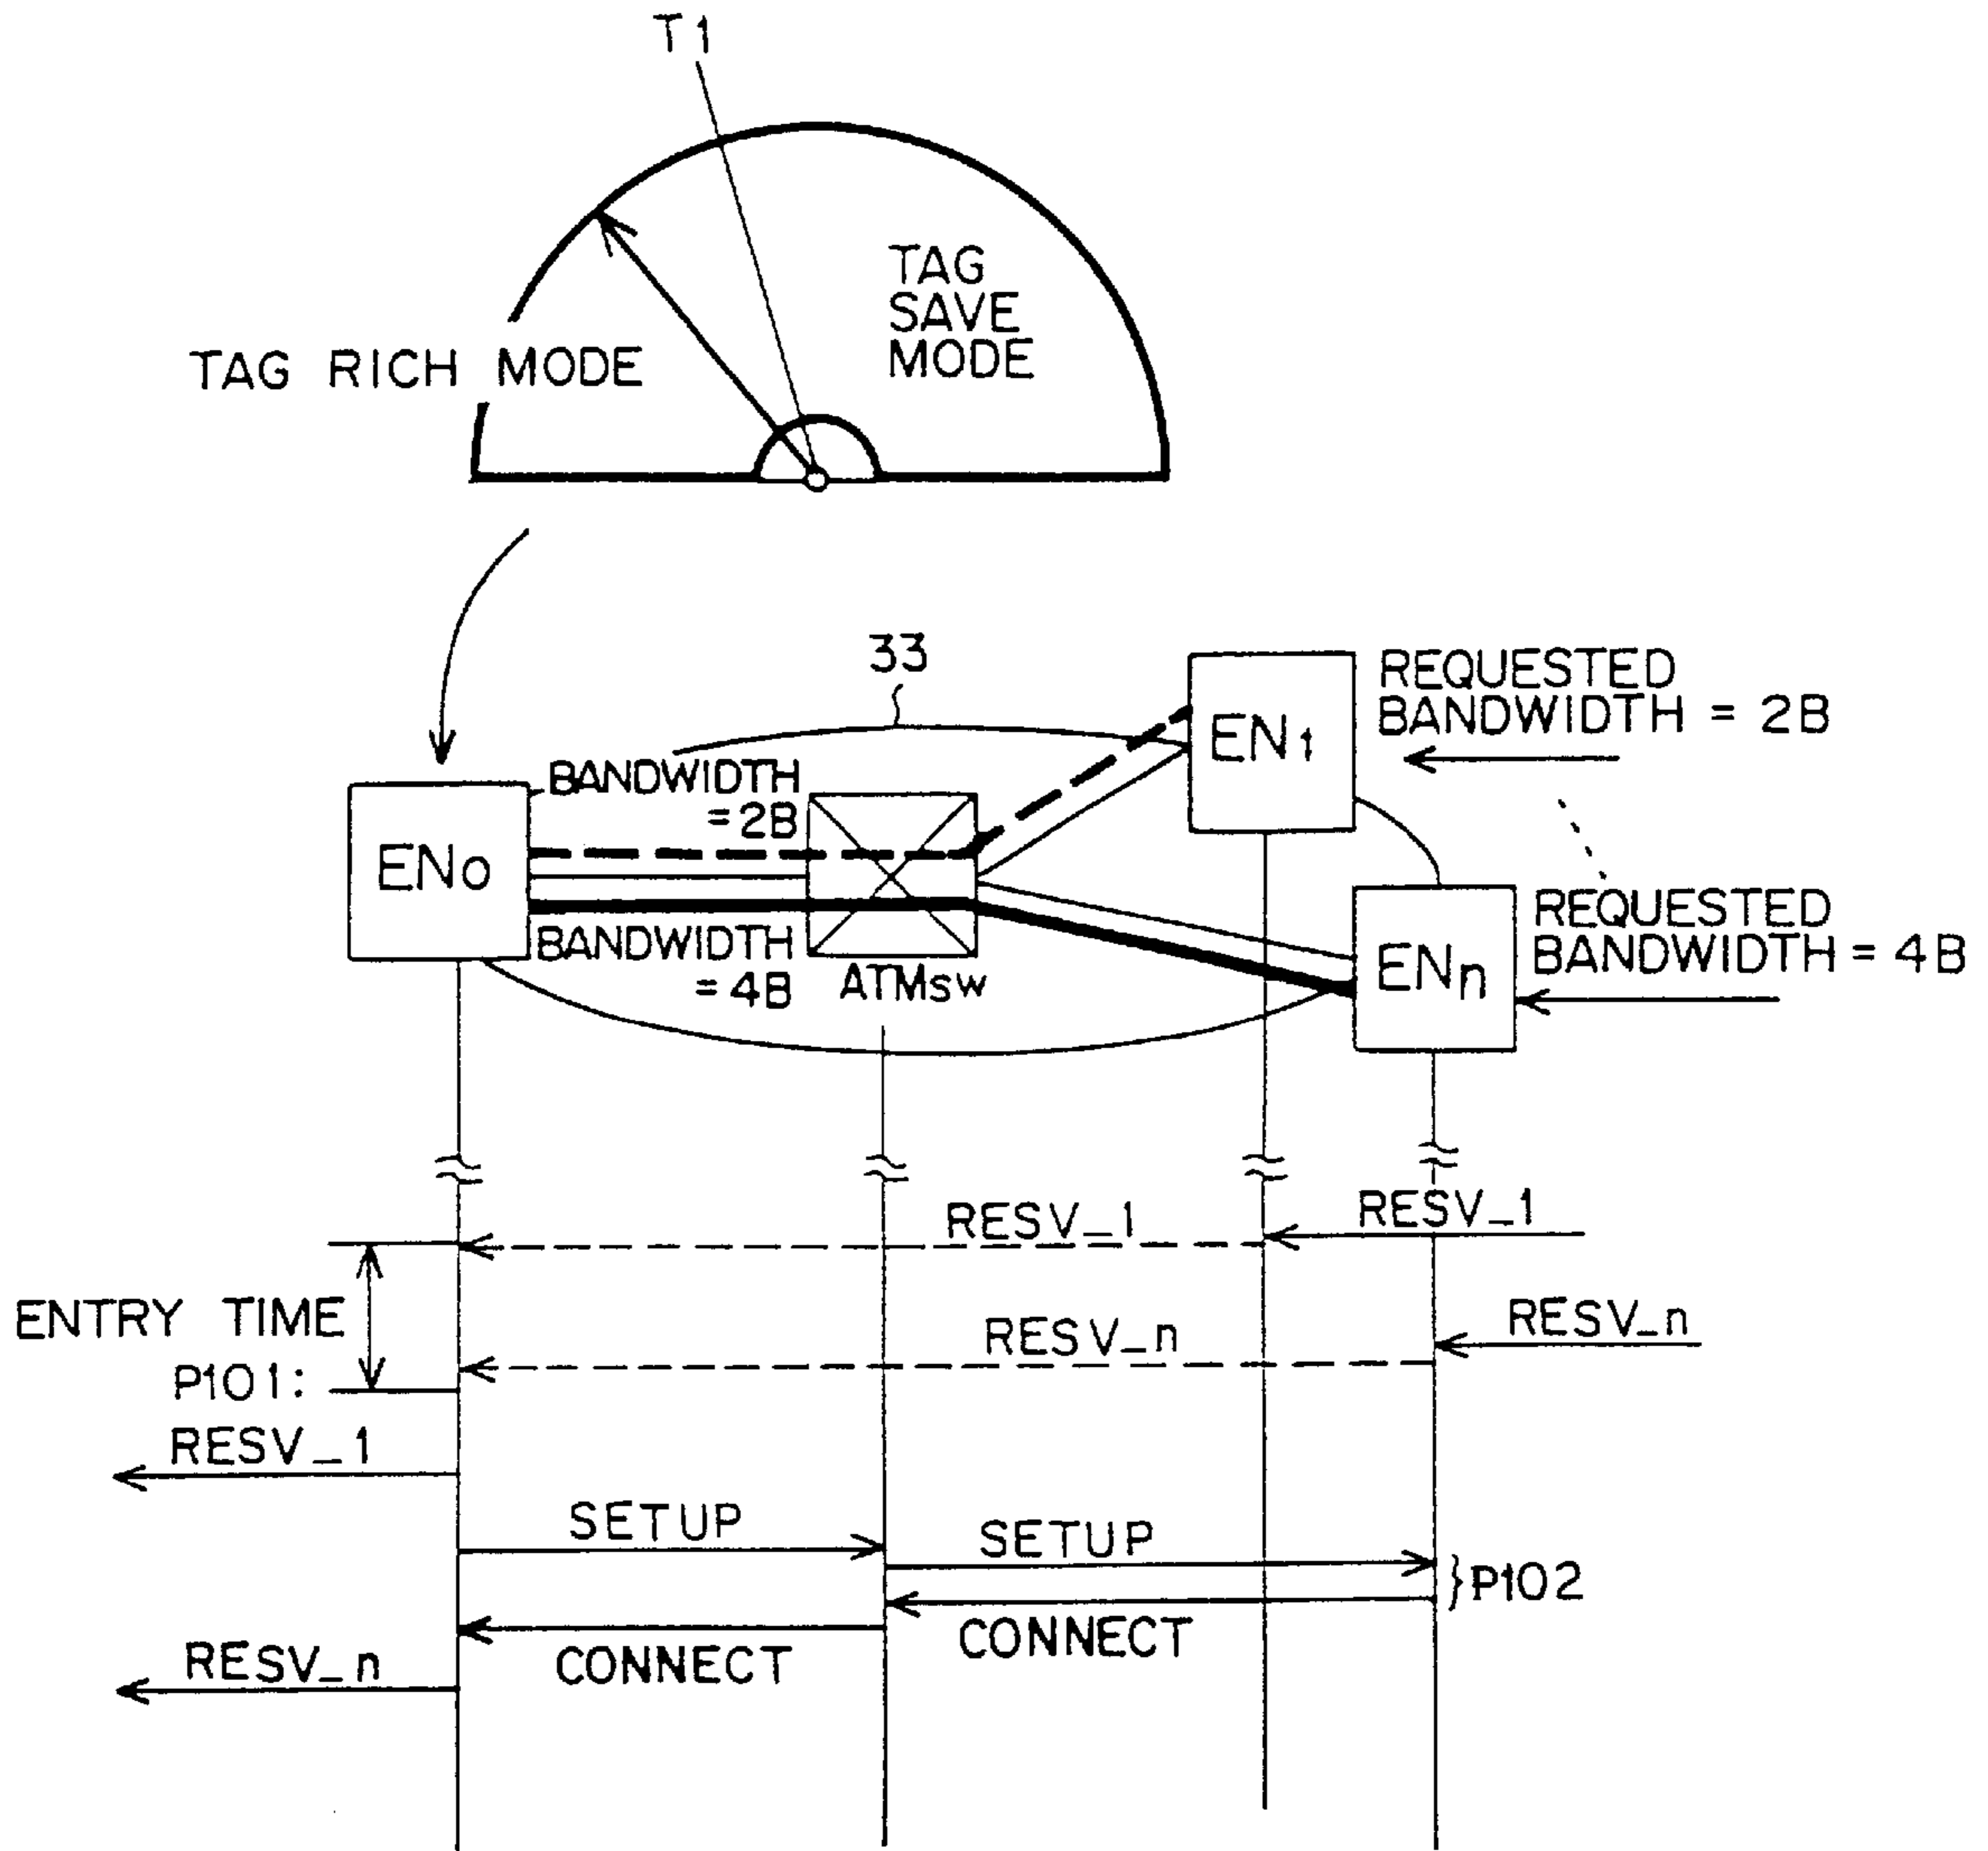 T1
TAG
SAVE
MODE
TAG RICH MODE
33
EN1
REQUESTED
BANDWIDTH = 2B
BANDWIDTH
=2B
EN0
BANDWIDTH
=4B
ATMSW
ENn
REQUESTED
BANDWIDTH = 4B
RESV_1
RESV_1
ENTRY TIME
P101:
RESV_n
RESV_n
RESV_1
SETUP
SETUP
P102
CONNECT
CONNECT
RESV_n